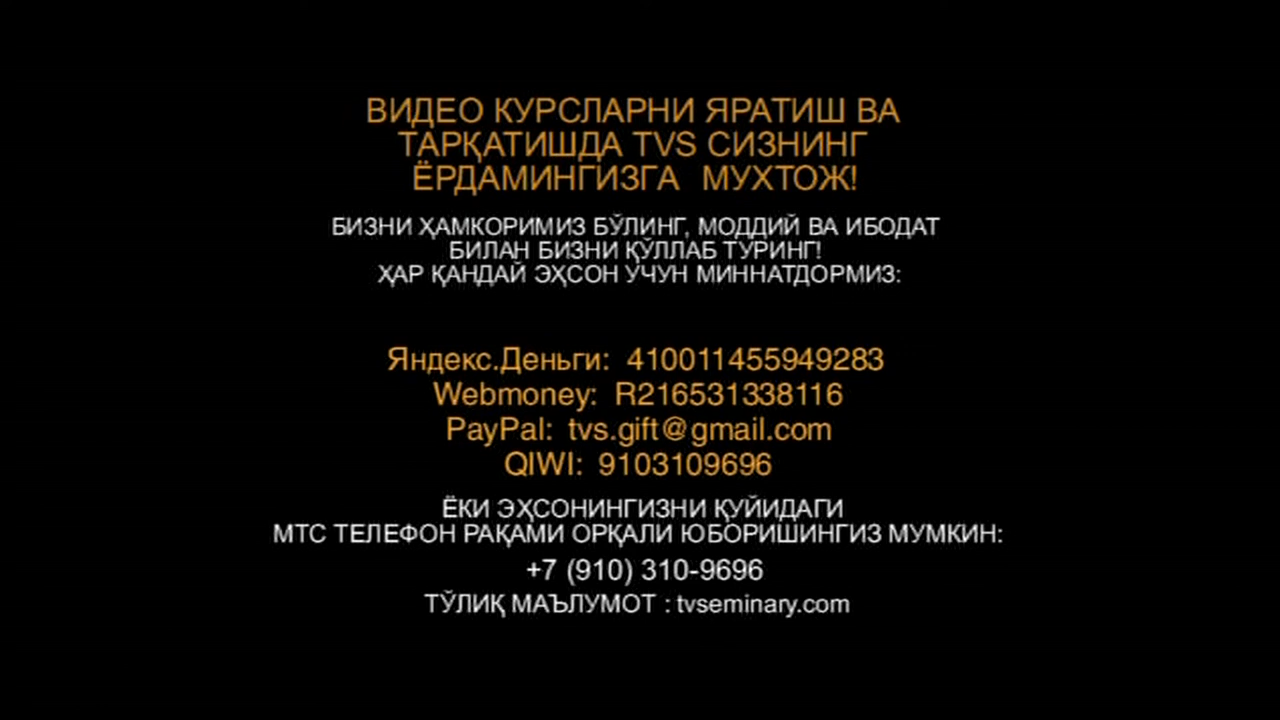 ВИДЕО КУРСЛАРНИ ЯРАТИШ ВА
ТАРҚАТИШДА TVS СИЗНИНГ
ЁРДАМИНГИЗГА МУХТОЖ!
БИЗНИ ҲАМКОРИМИЗ БЎЛИНГ, МОДДИЙ ВА ИБОДАТ
БИЛАН БИЗНИ ҚЎЛЛАБ ТУРИНГ!
ҲАР ҚАНДАЙ ЭҲСОН УЧУН МИННАТДОРМИЗ:
Яндекс.Деньги: 410011455949283
Webmoney: R216531338116
PayPal: tvs.gift@gmail.com
QIWI: 9103109696
ЁКИ ЭҲСОНИНГИЗНИ ҚУЙИДАГИ
МТС ТЕЛЕФОН РАҚАМИ ОРҚАЛИ ЮБОРИШИНГИЗ МУМКИН:
+7 (910) 310-9696
ТЎЛИҚ МАЪЛУМОТ : tvseminary.com